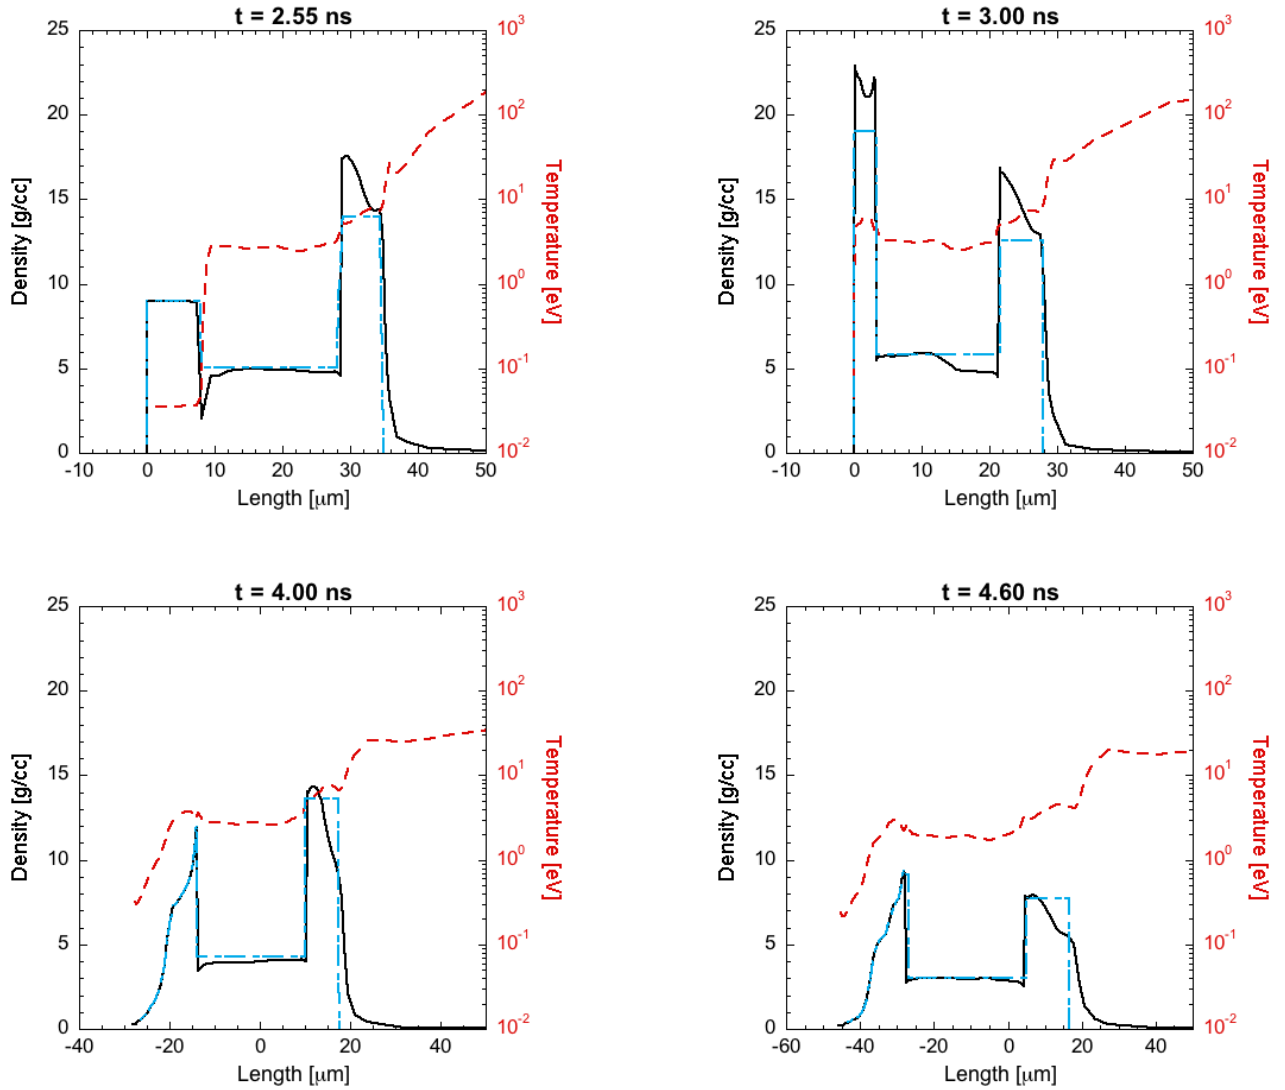 t = 2.55 ns
25
20
15
10
5
0
Density [g/cc]
10³
10²
10¹
10⁰
10⁻¹
10⁻²
Temperature [eV]
-10 0 10 20 30 40 50
Length [μm]
t = 3.00 ns
25
20
15
10
5
0
Density [g/cc]
10³
10²
10¹
10⁰
10⁻¹
10⁻²
Temperature [eV]
-10 0 10 20 30 40 50
Length [μm]
t = 4.00 ns
25
20
15
10
5
0
Density [g/cc]
10³
10²
10¹
10⁰
10⁻¹
10⁻²
Temperature [eV]
-40 -20 0 20 40
Length [μm]
t = 4.60 ns
25
20
15
10
5
0
Density [g/cc]
10³
10²
10¹
10⁰
10⁻¹
10⁻²
Temperature [eV]
-60 -40 -20 0 20 40
Length [μm]